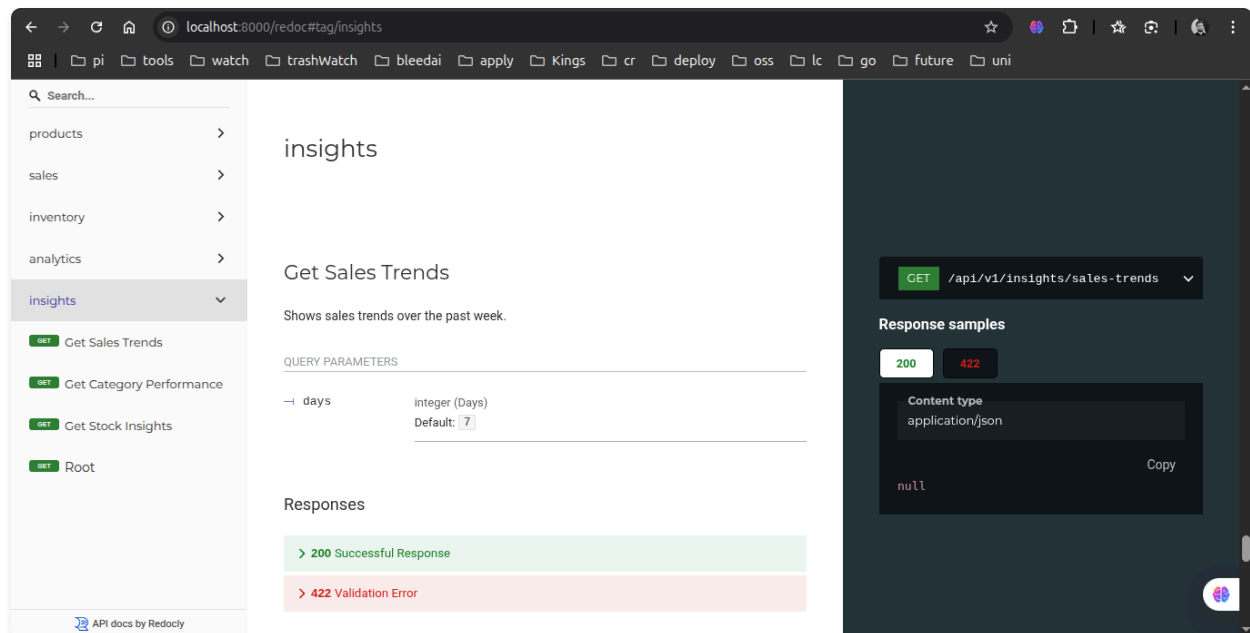 localhost:8000/redoc#tag/insights
pi tools watch trashWatch bleedai apply Kings cr deploy oss lc go future uni
Search...
products
sales
inventory
analytics
insights
GET Get Sales Trends
GET Get Category Performance
GET Get Stock Insights
GET Root
API docs by Redocly
insights
Get Sales Trends
Shows sales trends over the past week.
QUERY PARAMETERS
days
integer (Days)
Default: 7
Responses
200 Successful Response
422 Validation Error
GET /api/v1/insights/sales-trends
Response samples
200 422
Content type
application/json
Copy
null